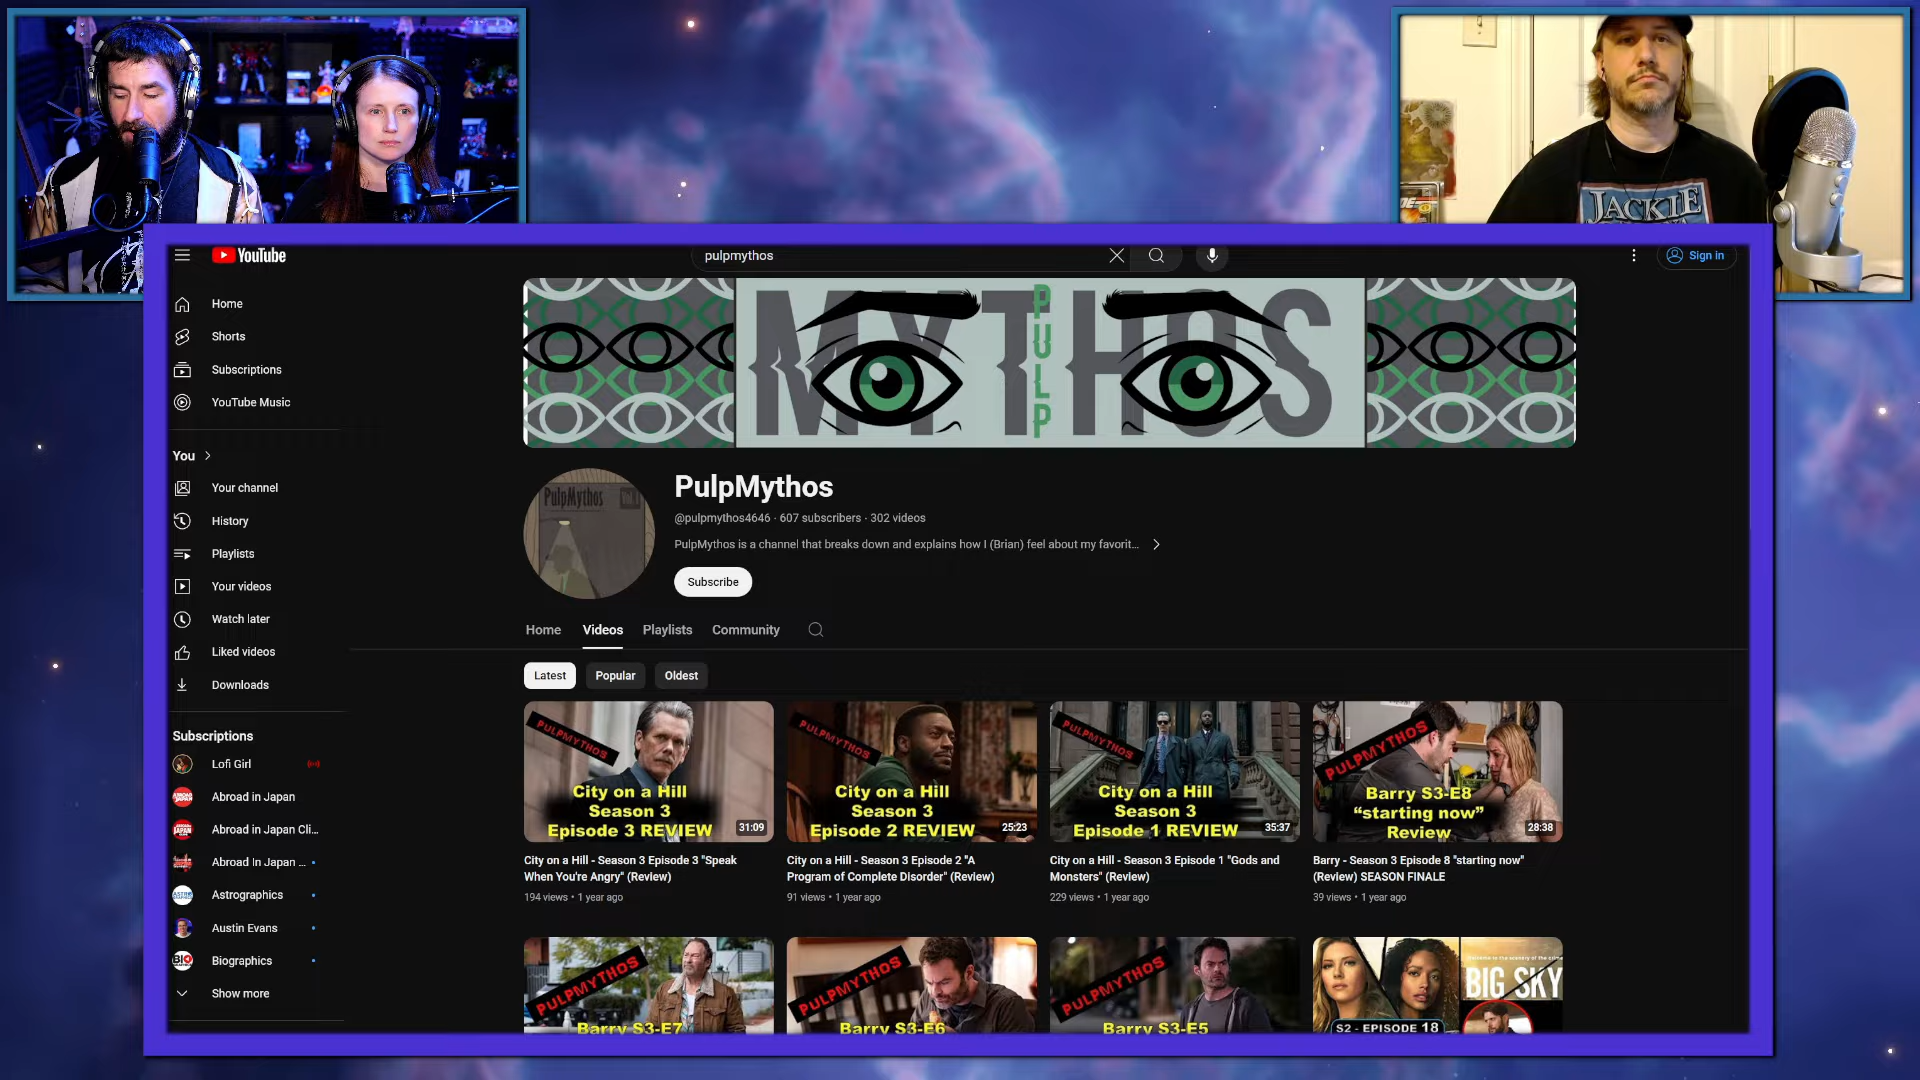 JACKIE
YouTube
pulpmythos
Sign in
Home
Shorts
Subscriptions
YouTube Music
You
Your channel
History
Playlists
Your videos
Watch later
Liked videos
Downloads
Subscriptions
Lofi Girl
Abroad in Japan
Abroad in Japan Cli...
Abroad in Japan ...
Astrographics
Austin Evans
Biographics
Show more
MYTHOS
PULP
PulpMythos
PulpMythos
@pulpmythos4646 · 607 subscribers · 302 videos
PulpMythos is a channel that breaks down and explains how I (Brian) feel about my favorit...
Subscribe
Home Videos Playlists Community
Latest Popular Oldest
PULPMYTHOS
City on a Hill
Season 3
Episode 3 REVIEW
31:09
City on a Hill - Season 3 Episode 3 "Speak
When You're Angry" (Review)
194 views • 1 year ago
PULPMYTHOS
City on a Hill
Season 3
Episode 2 REVIEW
25:23
City on a Hill - Season 3 Episode 2 "A
Program of Complete Disorder" (Review)
91 views • 1 year ago
PULPMYTHOS
City on a Hill
Season 3
Episode 1 REVIEW
35:37
City on a Hill - Season 3 Episode 1 "Gods and
Monsters" (Review)
229 views • 1 year ago
PULPMYTHOS
Barry S3-E8
"starting now"
Review
28:38
Barry - Season 3 Episode 8 "starting now"
(Review) SEASON FINALE
39 views • 1 year ago
PULPMYTHOS
Barry S3-E7
PULPMYTHOS
Barry S3-E6
PULPMYTHOS
Barry S3-E5
BIG SKY
S2 - EPISODE 18